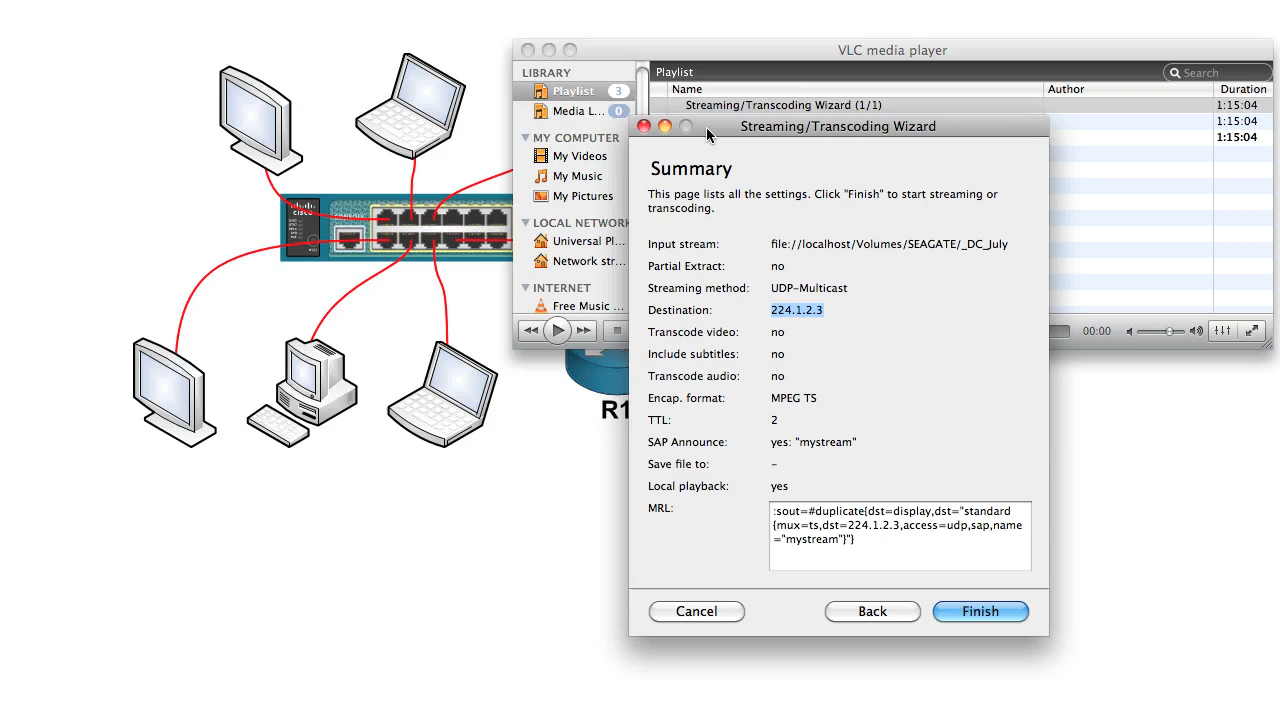 VLC media player
LIBRARY
Playlist 3
Media L... 0
MY COMPUTER
My Videos
My Music
My Pictures
LOCAL NETWORK
Universal Pl...
Network str...
INTERNET
Free Music ...
Playlist
Search
Name Author Duration
Streaming/Transcoding Wizard (1/1) 1:15:04
1:15:04
1:15:04
00:00
Streaming/Transcoding Wizard
Summary
This page lists all the settings. Click "Finish" to start streaming or
transcoding.
Input stream: file://localhost/Volumes/SEAGATE/_DC_July
Partial Extract: no
Streaming method: UDP-Multicast
Destination: 224.1.2.3
Transcode video: no
Include subtitles: no
Transcode audio: no
Encap. format: MPEG TS
TTL: 2
SAP Announce: yes: "mystream"
Save file to: -
Local playback: yes
MRL: :sout=#duplicate{dst=display,dst="standard
{mux=ts,dst=224.1.2.3,access=udp,sap,name
="mystream"}"}
Cancel Back Finish
cisco
CONSOLE
R1